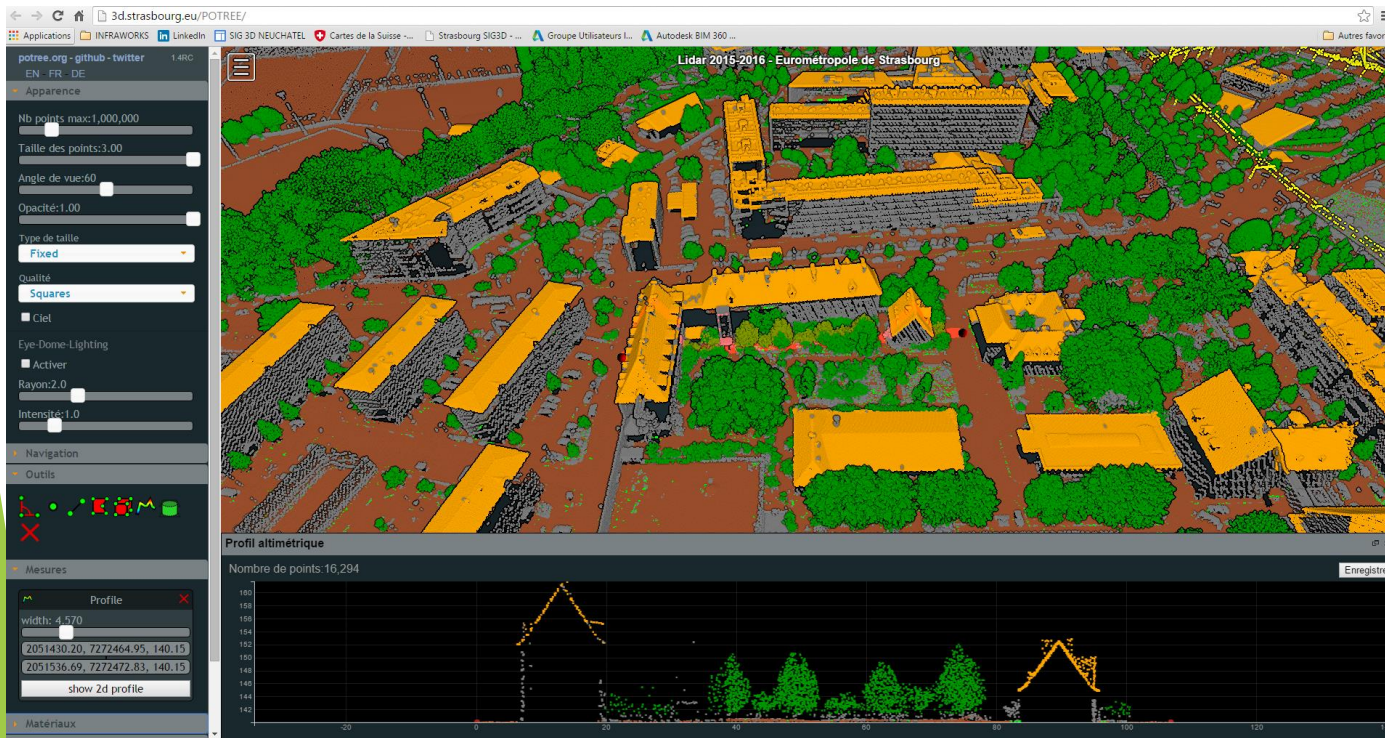 3d.strasbourg.eu/POTREE/
Applications INFRAWORKS LinkedIn SIG 3D NEUCHATEL Cartes de la Suisse -... Strasbourg SIG3D - ... Groupe Utilisateurs I... Autodesk BIM 360 ... Autres favor
potree.org - github - twitter 1.4RC
EN - FR - DE
Apparence
Nb points max:1,000,000
Taille des points:3.00
Angle de vue:60
Opacité:1.00
Type de taille
Fixed
Qualité
Squares
Ciel
Eye-Dome-Lighting
Activer
Rayon:2.0
Intensité:1.0
Navigation
Outils
Mesures
Profile
width: 4.570
2051430.20, 7272464.95, 140.15
2051536.69, 7272472.83, 140.15
show 2d profile
Matériaux
Lidar 2015-2016 - Eurométropole de Strasbourg
Profil altimétrique
Nombre de points:16,294
Enregistre
160
158
156
154
152
150
148
146
144
142
-20 0 20 40 60 80 100 120